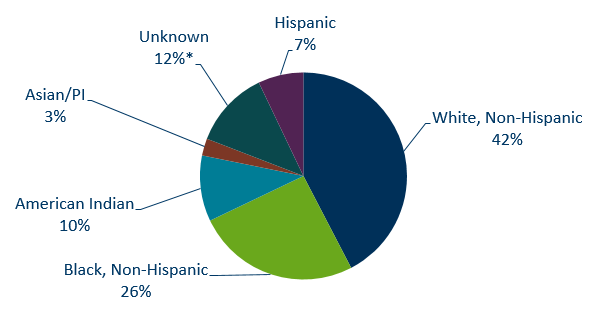 Hispanic
7%
Unknown
12%*
Asian/PI
3%
White, Non-Hispanic
42%
American Indian
10%
Black, Non-Hispanic
26%